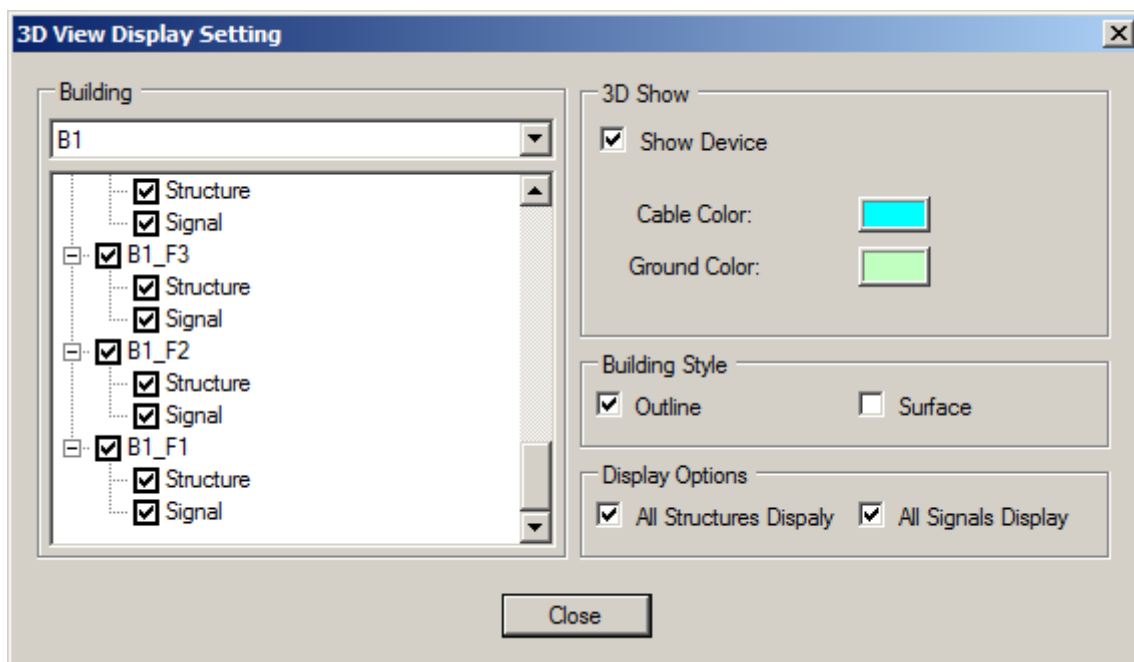 3D View Display Setting
Building
B1
Structure
Signal
B1_F3
Structure
Signal
B1_F2
Structure
Signal
B1_F1
Structure
Signal
3D Show
Show Device
Cable Color:
Ground Color:
Building Style
Outline Surface
Display Options
All Structures Dispaly All Signals Display
Close